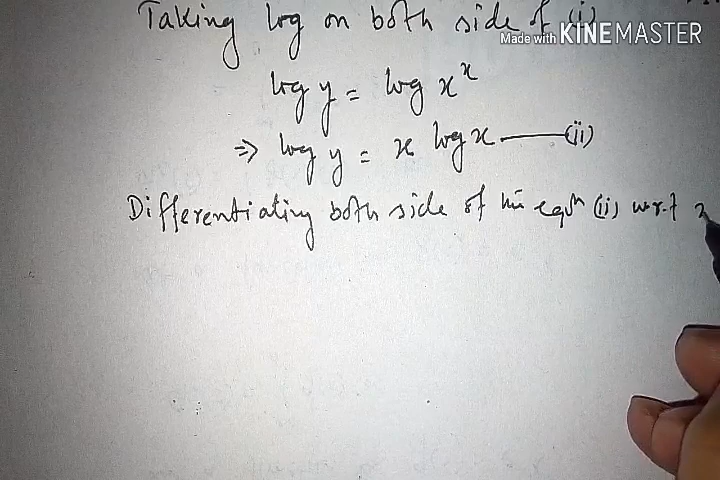 Taking log on both side of (i)
Made with KINEMASTER
log y = log x^x
⇒ log y = x log x ——— (ii)
Differentiating both side of the eqn (ii) w.r.t x